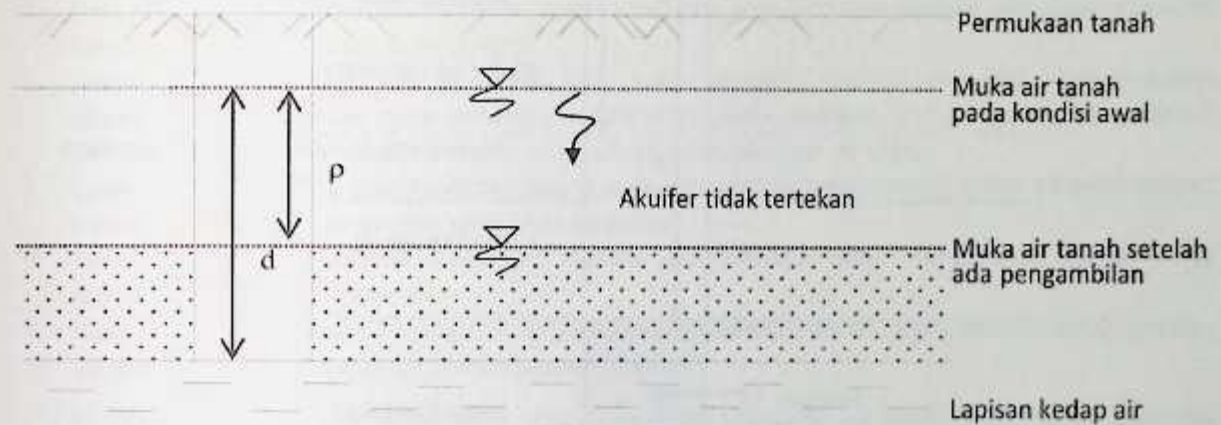 Permukaan tanah
Muka air tanah
pada kondisi awal
ρ
Akuifer tidak tertekan
d
Muka air tanah setelah
ada pengambilan
Lapisan kedap air